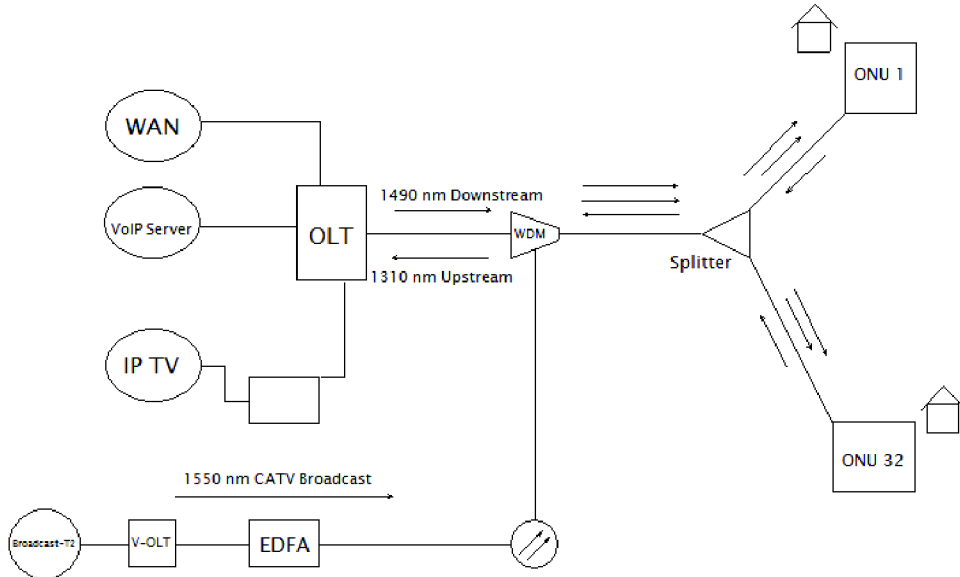 ONU 1
WAN
1490 nm Downstream
VoIP Server
OLT
WDM
Splitter
1310 nm Upstream
IP TV
ONU 32
1550 nm CATV Broadcast
Broadcast-T2
V-OLT
EDFA